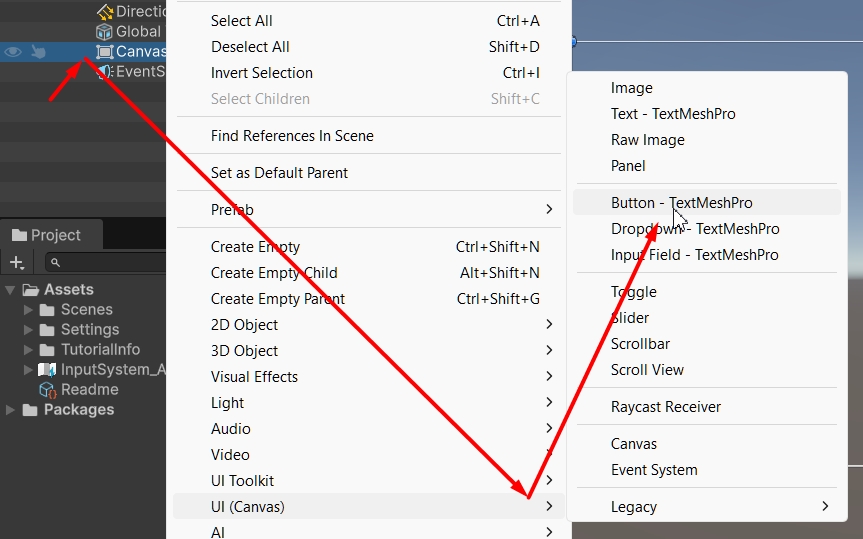 Directio
Global
Canvas
EventS
Project
Assets
Scenes
Settings
TutorialInfo
InputSystem_A
Readme
Packages
Select All Ctrl+A
Deselect All Shift+D
Invert Selection Ctrl+I
Select Children Shift+C
Find References In Scene
Set as Default Parent
Prefab
Create Empty Ctrl+Shift+N
Create Empty Child Alt+Shift+N
Create Empty Parent Ctrl+Shift+G
2D Object
3D Object
Visual Effects
Light
Audio
Video
UI Toolkit
UI (Canvas)
AI
Image
Text - TextMeshPro
Raw Image
Panel
Button - TextMeshPro
Dropdown - TextMeshPro
Input Field - TextMeshPro
Toggle
Slider
Scrollbar
Scroll View
Raycast Receiver
Canvas
Event System
Legacy